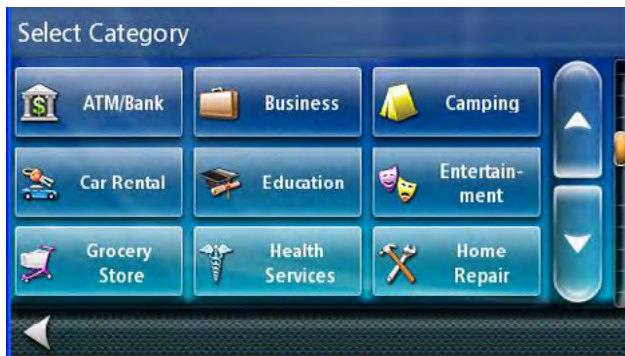 Select Category
ATM/Bank
Business
Camping
Car Rental
Education
Entertain-
ment
Grocery
Store
Health
Services
Home
Repair